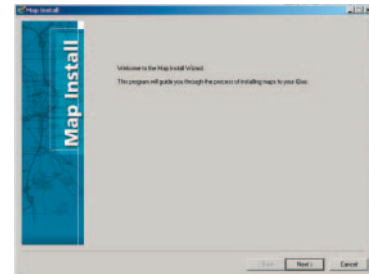 Map Install
Map Install
Welcome to the Map Install Wizard.
This program will guide you through the process of installing maps to your iQue.
Next >
Cancel